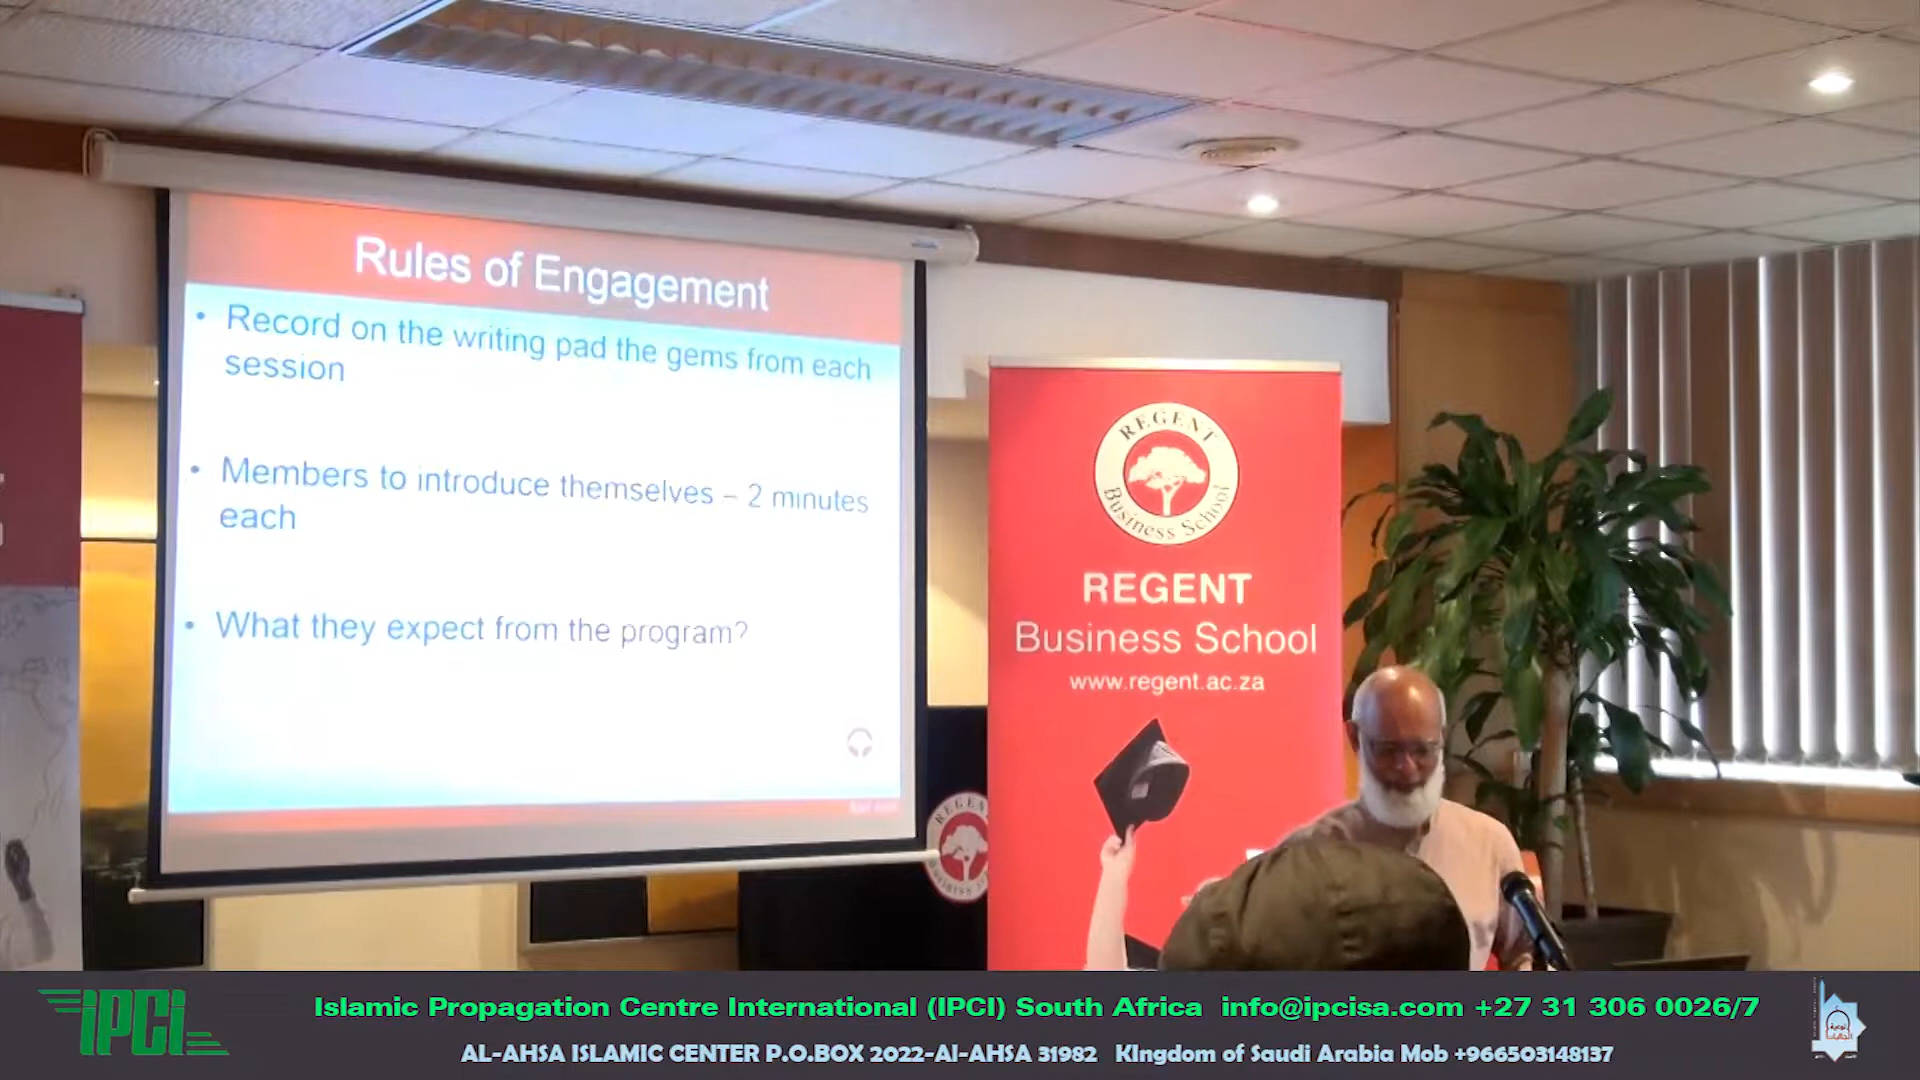 Rules of Engagement
• Record on the writing pad the gems from each
session
• Members to introduce themselves – 2 minutes
each
• What they expect from the program?
REGENT
Business School
REGENT
Business School
www.regent.ac.za
iPCi
Islamic Propagation Centre International (IPCI) South Africa info@ipcisa.com +27 31 306 0026/7
AL-AHSA ISLAMIC CENTER P.O.BOX 2022-Al-AHSA 31982 KIngdom of Saudi Arabia Mob +966503148137